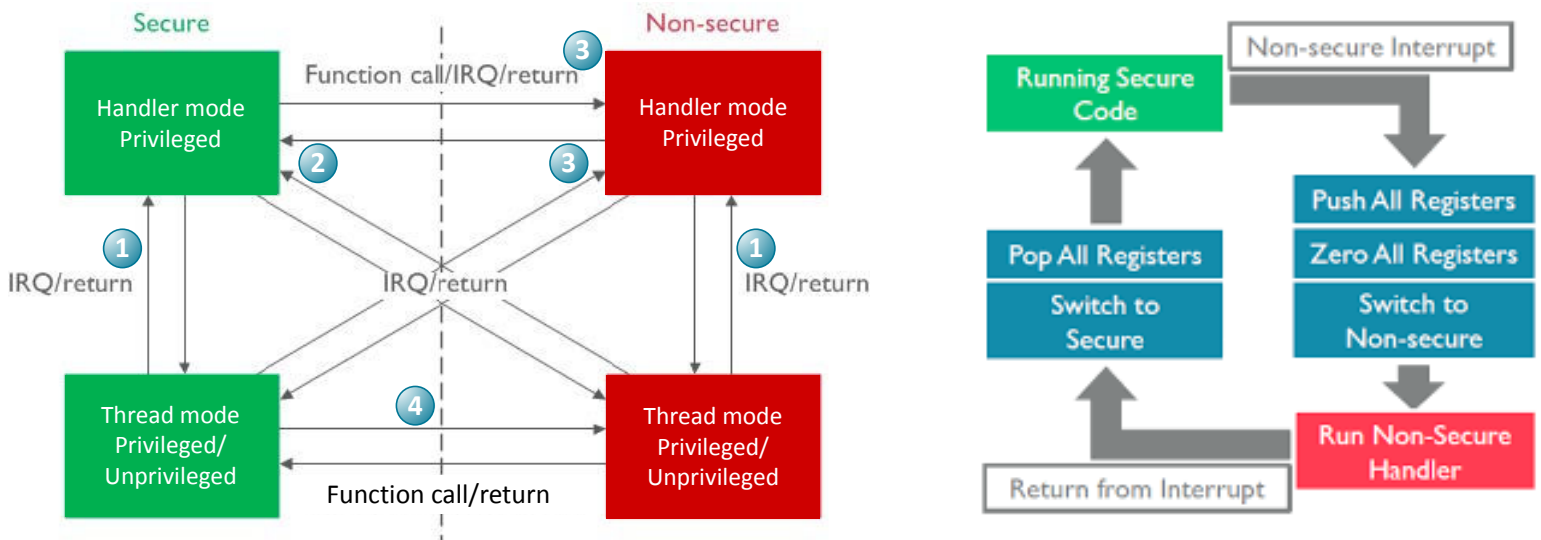 Secure
Non-secure
3
Function call/IRQ/return
Handler mode
Privileged
Handler mode
Privileged
2
3
1
IRQ/return
IRQ/return
1
IRQ/return
4
Thread mode
Privileged/
Unprivileged
Thread mode
Privileged/
Unprivileged
Function call/return
Non-secure Interrupt
Running Secure
Code
Push All Registers
Zero All Registers
Switch to
Non-secure
Pop All Registers
Switch to
Secure
Run Non-Secure
Handler
Return from Interrupt